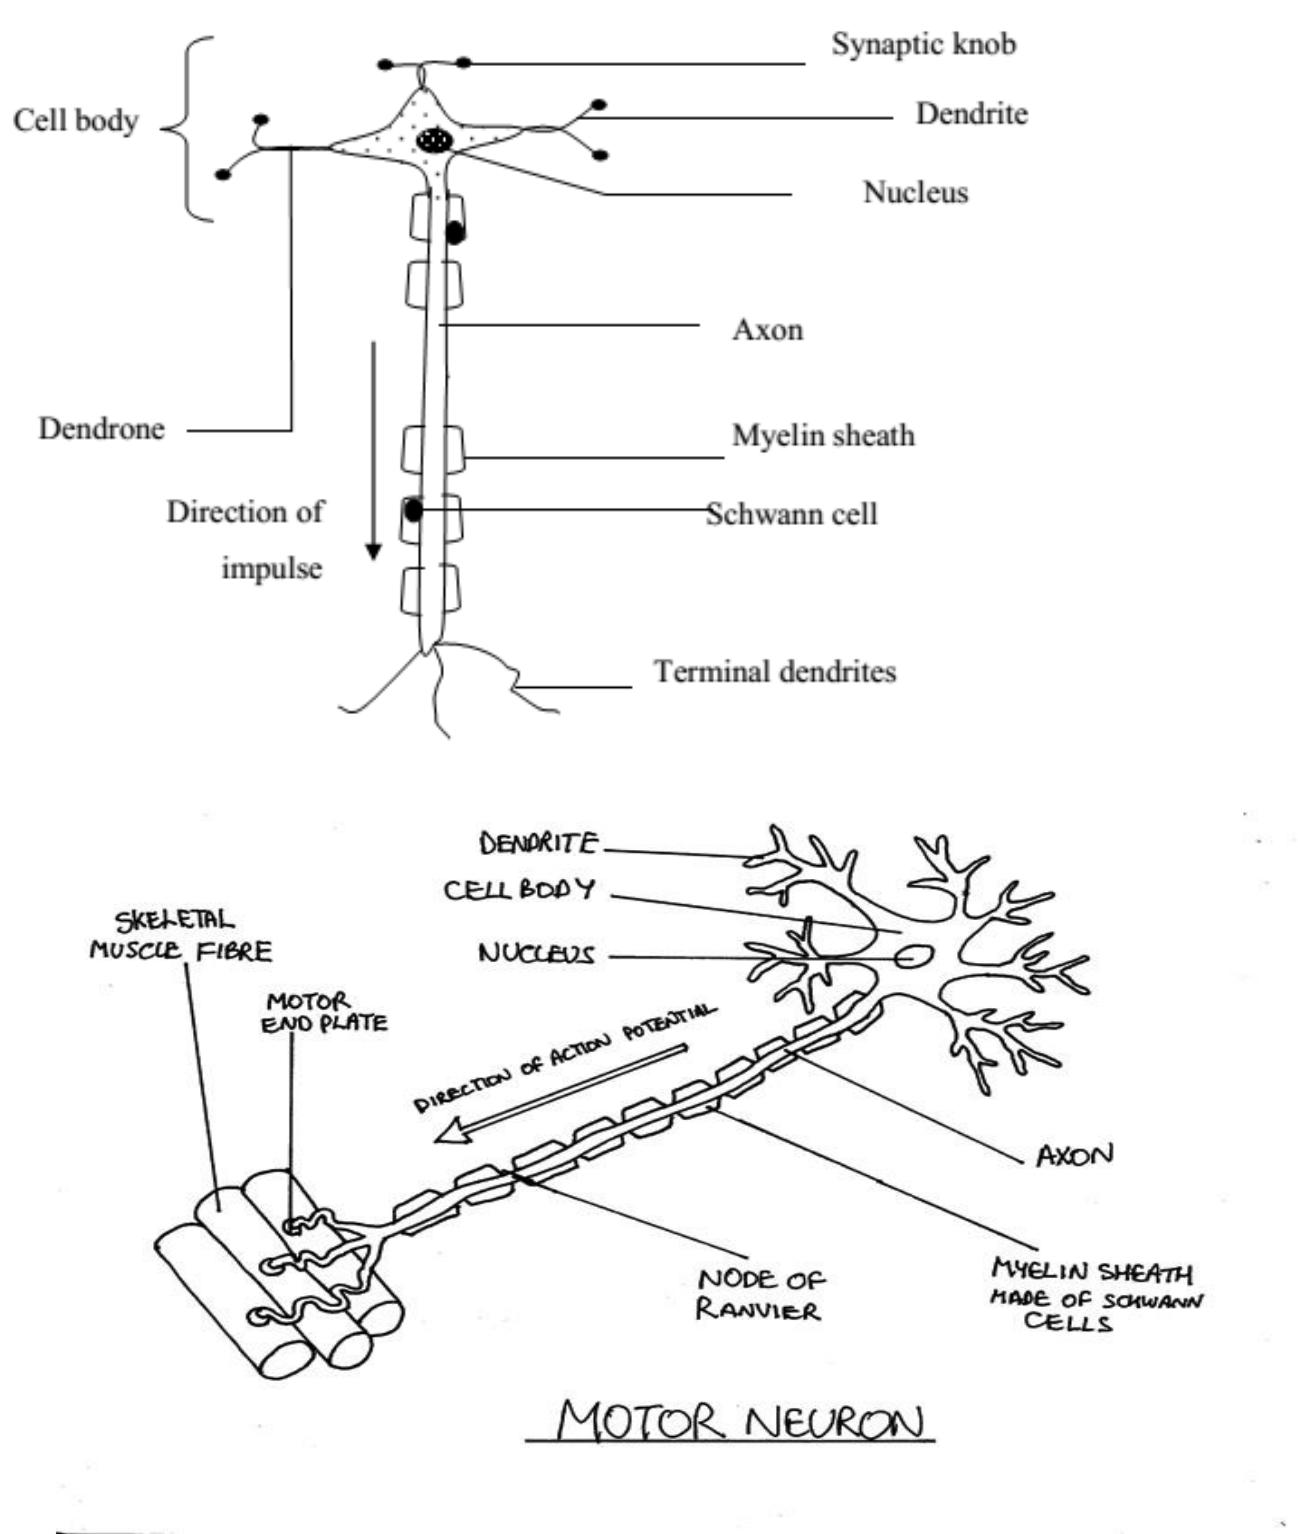 Synaptic knob
Cell body
Dendrite
Nucleus
Axon
Dendrone
Myelin sheath
Direction of
impulse
Schwann cell
Terminal dendrites
DENDRITE
CELL BODY
NUCLEUS
SKELETAL
MUSCLE FIBRE
MOTOR
END PLATE
DIRECTION OF ACTION POTENTIAL
AXON
NODE OF
RANVIER
MYELIN SHEATH
MADE OF SCHWANN
CELLS
MOTOR NEURON